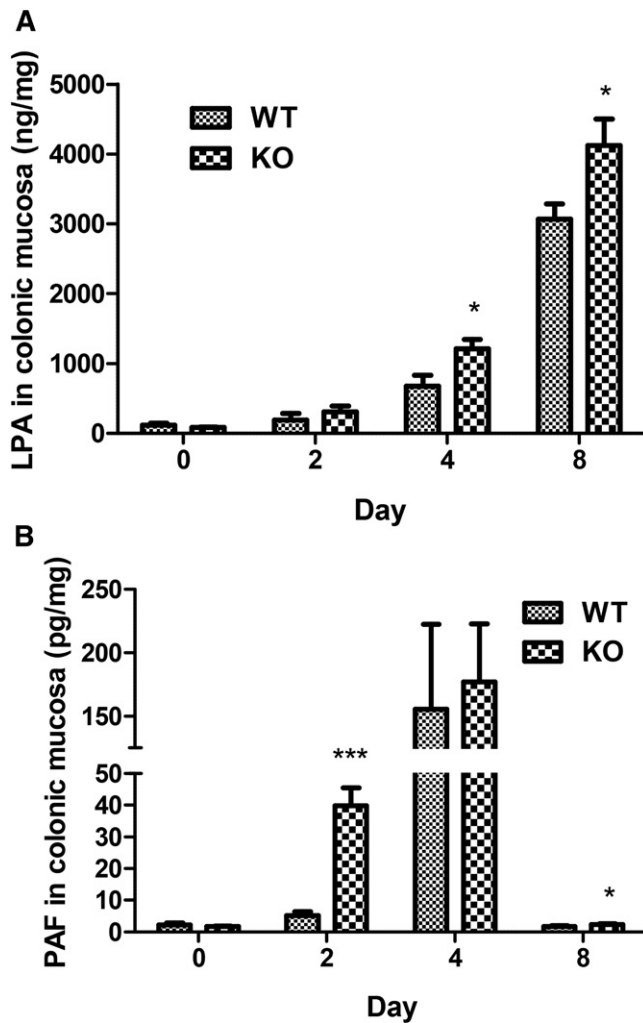 A
LPA in colonic mucosa (ng/mg)
5000
4000
3000
2000
1000
0
WT
KO
*
*
0 2 4 8
Day
B
PAF in colonic mucosa (pg/mg)
250
200
150
50
40
30
20
10
0
WT
KO
***
*
0 2 4 8
Day